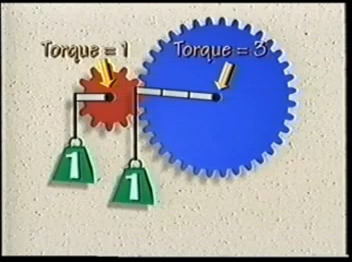 Torque = 1
Torque = 3
1
1